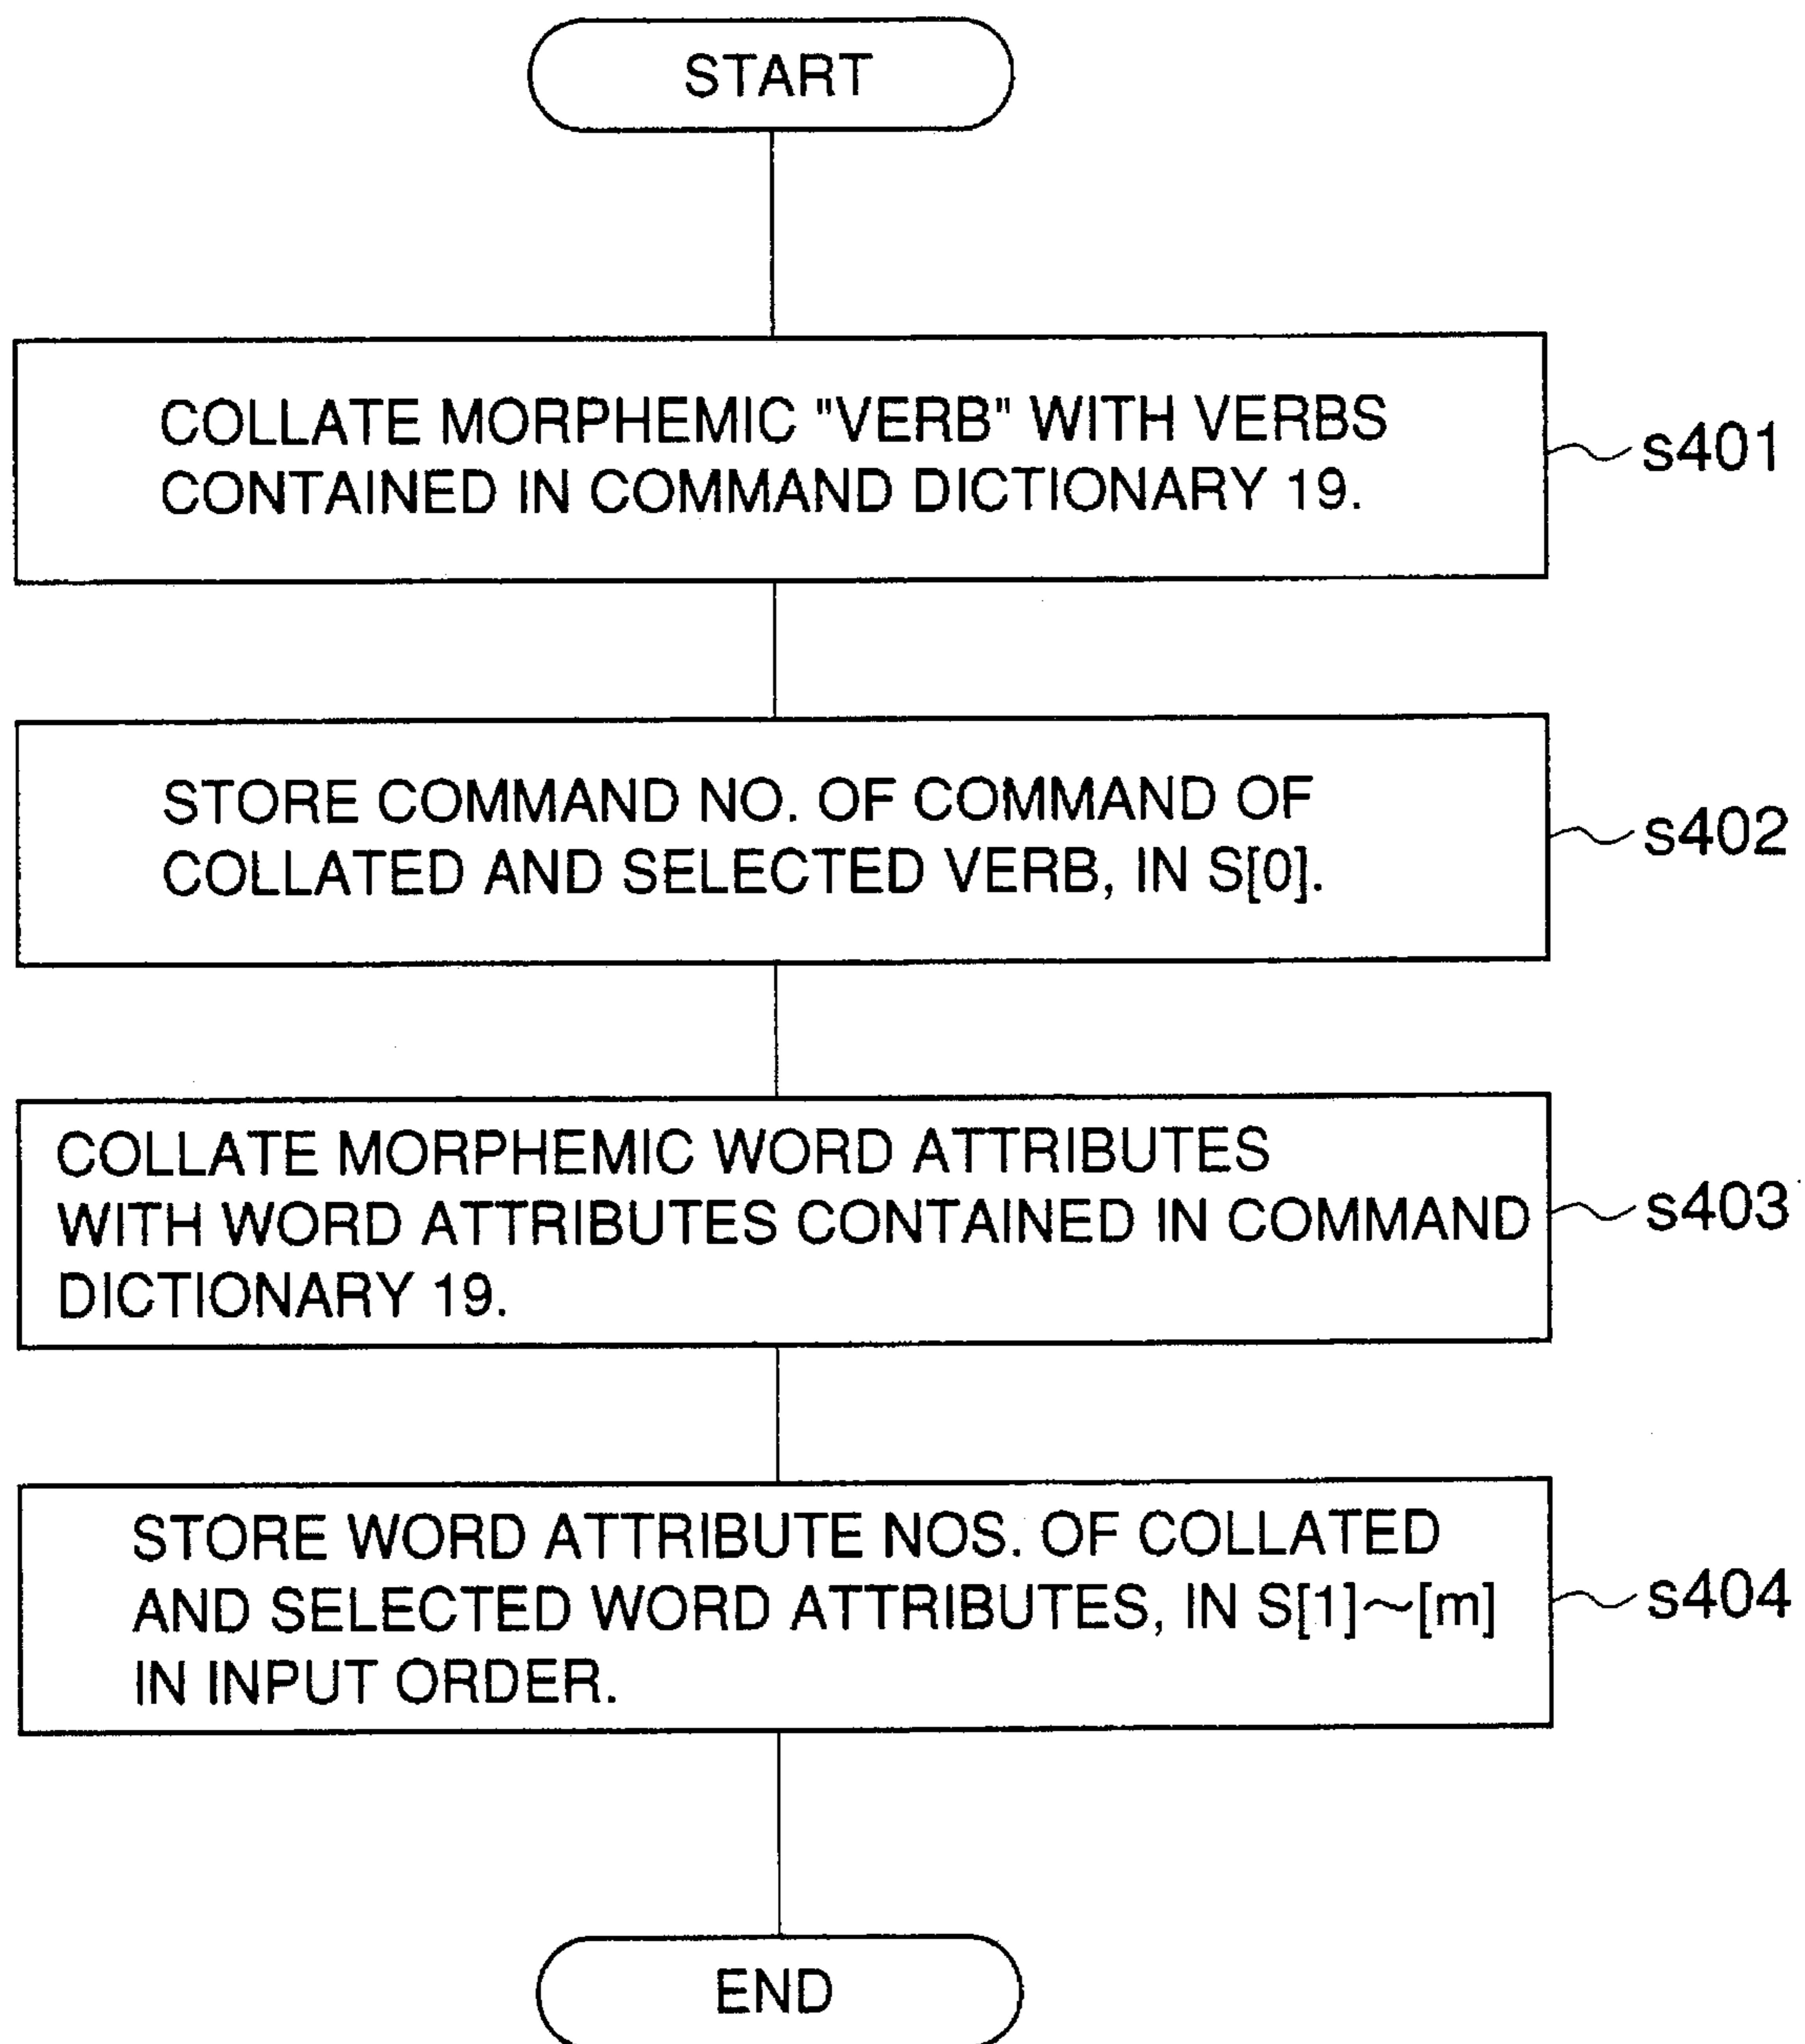 START
COLLATE MORPHEMIC "VERB" WITH VERBS
CONTAINED IN COMMAND DICTIONARY 19.
s401
STORE COMMAND NO. OF COMMAND OF
COLLATED AND SELECTED VERB, IN S[0].
s402
COLLATE MORPHEMIC WORD ATTRIBUTES
WITH WORD ATTRIBUTES CONTAINED IN COMMAND
DICTIONARY 19.
s403
STORE WORD ATTRIBUTE NOS. OF COLLATED
AND SELECTED WORD ATTRIBUTES, IN S[1]~[m]
IN INPUT ORDER.
s404
END